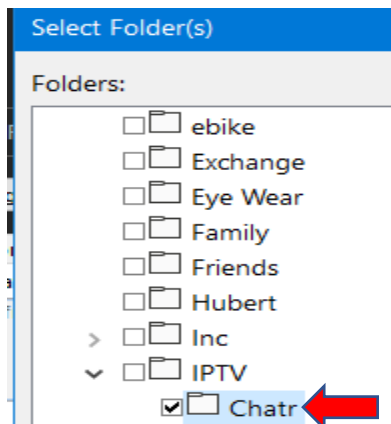 Select Folder(s)
Folders:
ebike
Exchange
Eye Wear
Family
Friends
Hubert
Inc
IPTV
Chatr